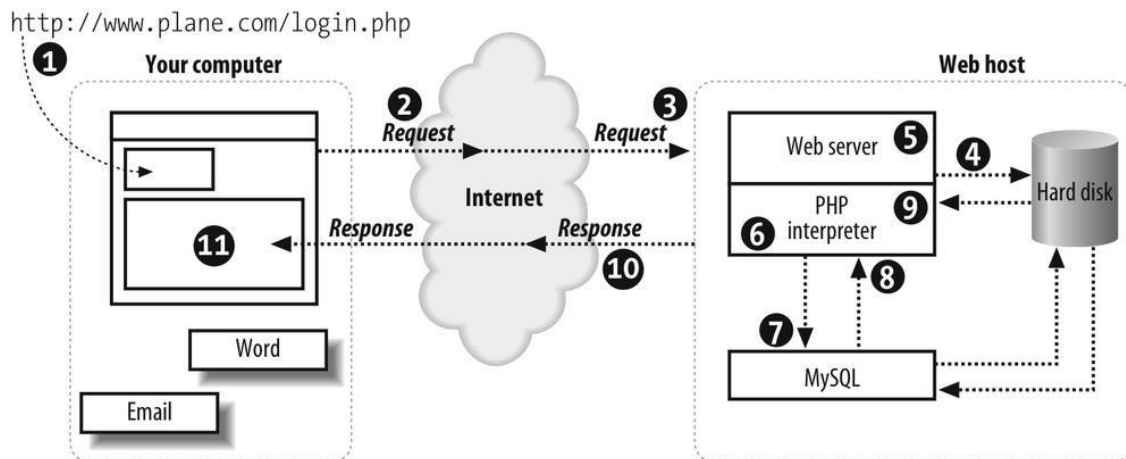 http://www.plane.com/login.php
1
Your computer
Web host
2
3
Request
Request
Web server
5
4
Internet
Hard disk
PHP
interpreter
9
6
Response
Response
11
10
8
7
Word
MySQL
Email